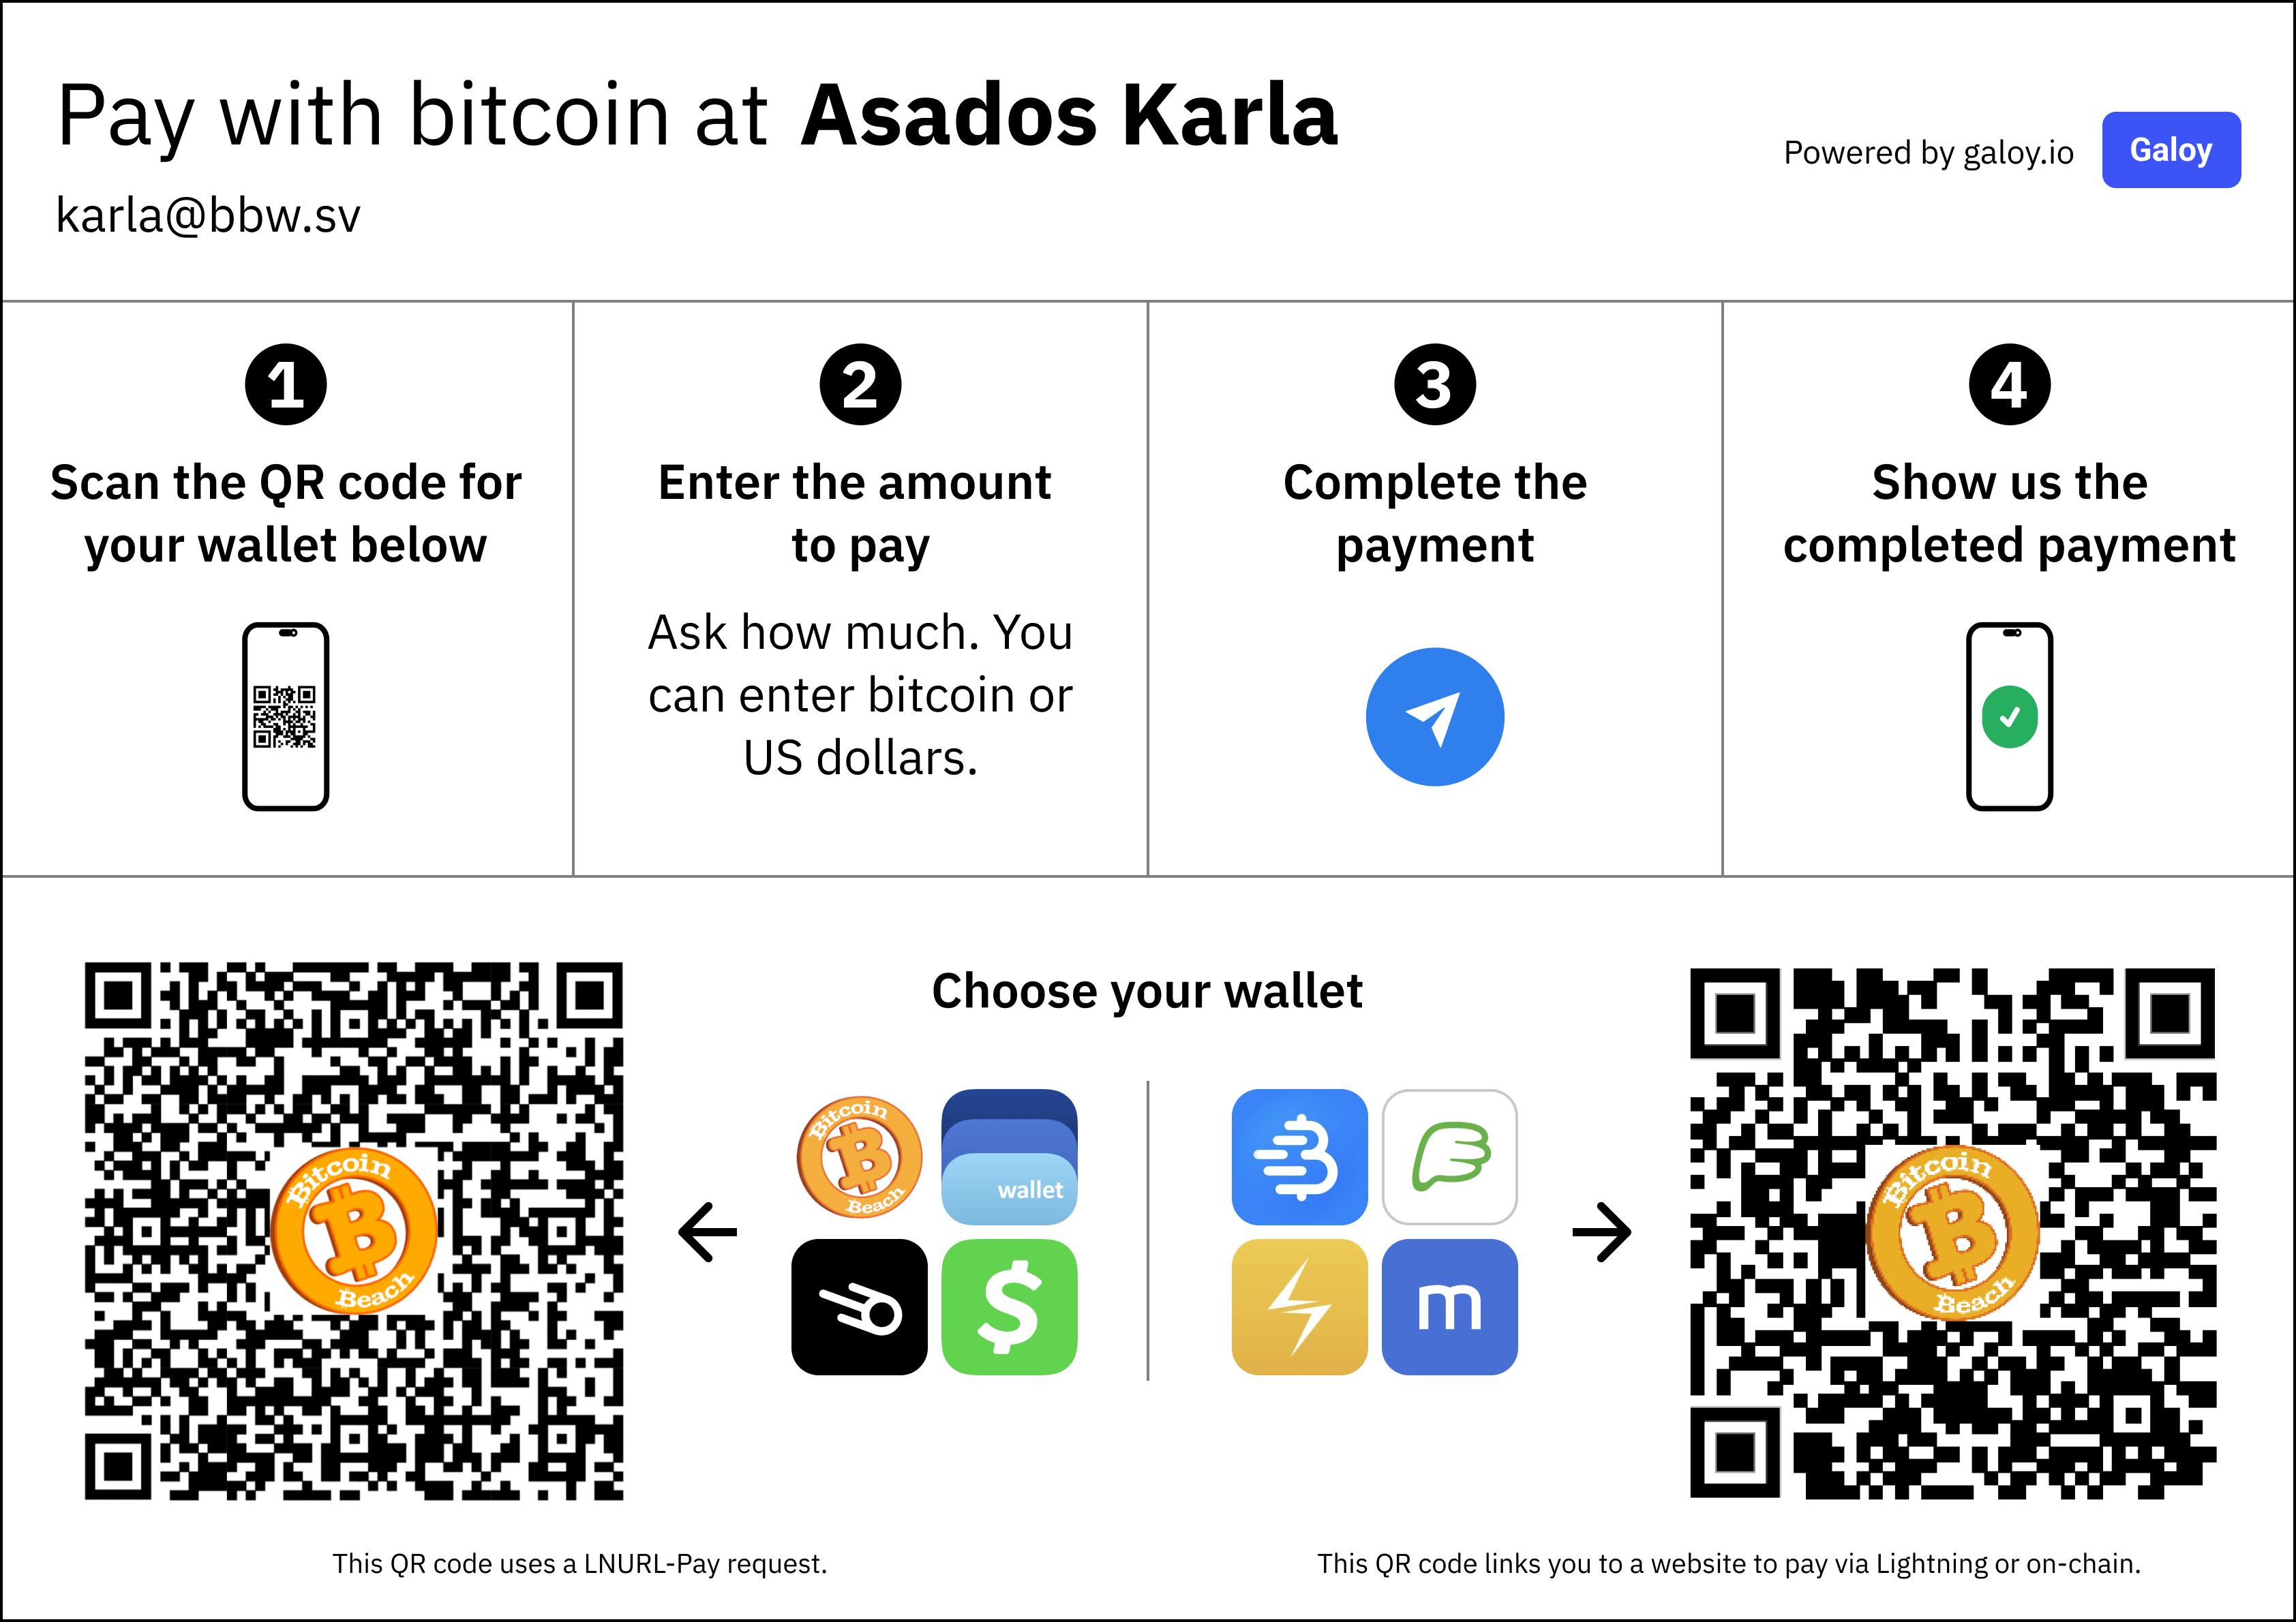 Pay with bitcoin at Asados Karla
karla@bbw.sv
Powered by galoy.io
Galoy
1
Scan the QR code for
your wallet below
2
Enter the amount
to pay
Ask how much. You
can enter bitcoin or
US dollars.
3
Complete the
payment
4
Show us the
completed payment
Bitcoin
Beach
Choose your wallet
Bitcoin
Beach
wallet
m
Bitcoin
Beach
This QR code uses a LNURL-Pay request.
This QR code links you to a website to pay via Lightning or on-chain.